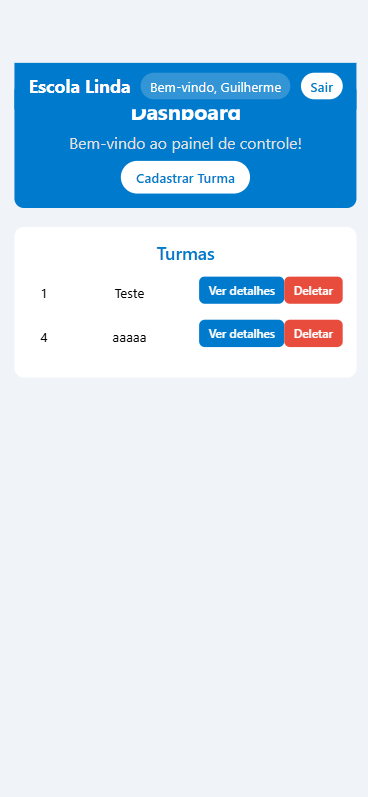 Escola Linda Bem-vindo, Guilherme Sair
Dashboard
Bem-vindo ao painel de controle!
Cadastrar Turma
Turmas
1 Teste Ver detalhes Deletar
4 aaaaa Ver detalhes Deletar